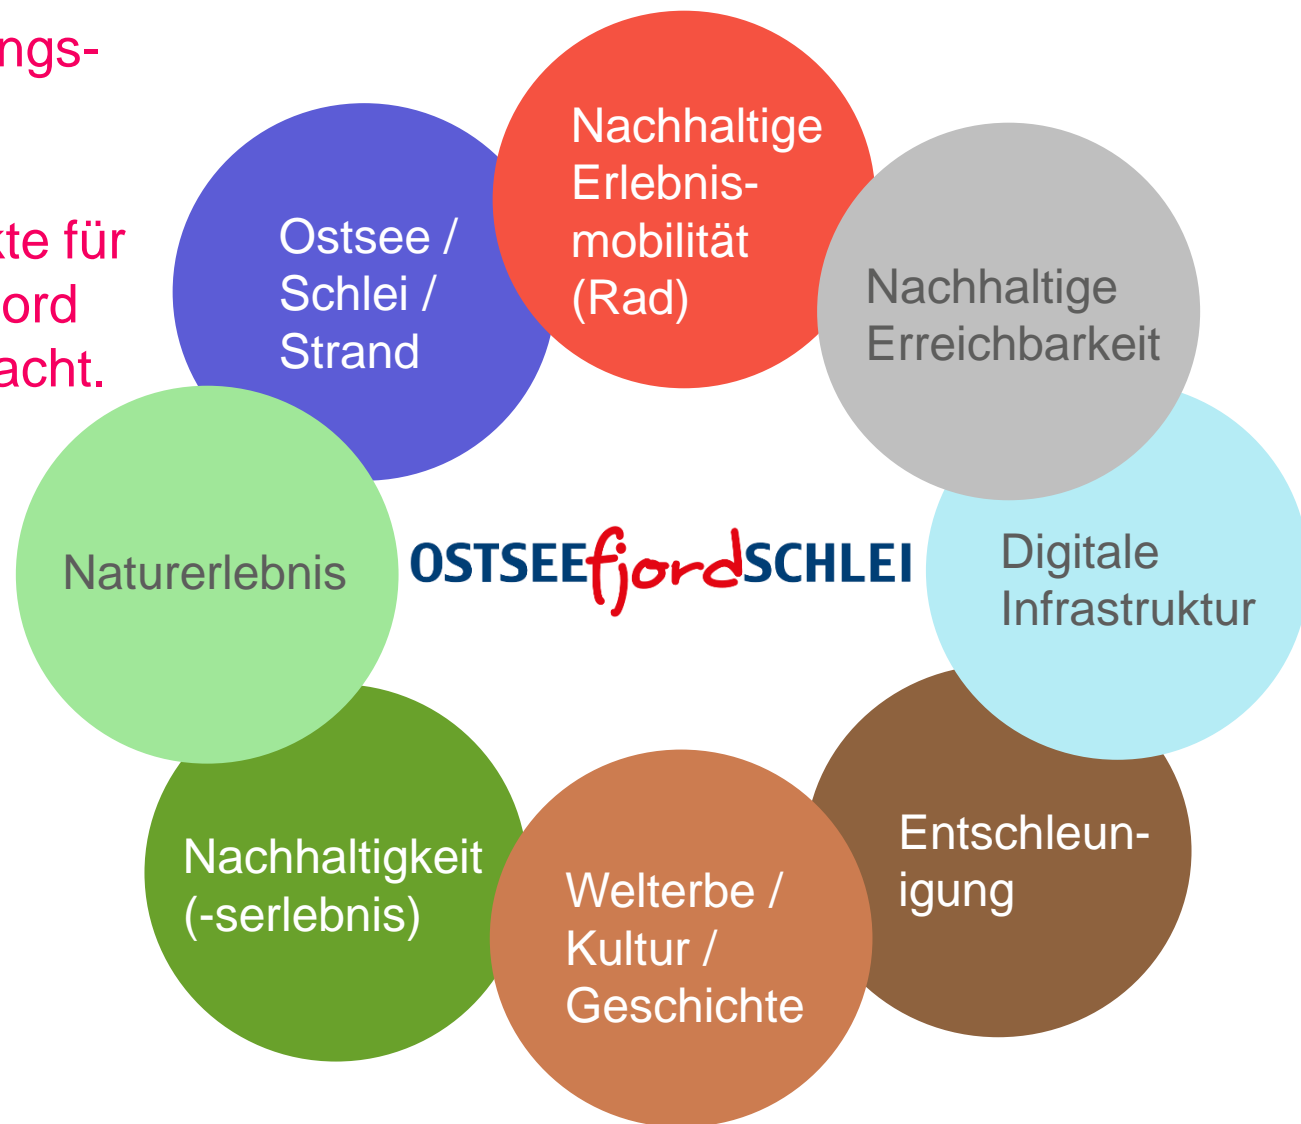 ngs-
kte für
ord
acht.
Nachhaltige
Erlebnis-
mobilität
(Rad)
Ostsee /
Schlei /
Strand
Nachhaltige
Erreichbarkeit
Naturerlebnis
OSTSEEfjordSCHLEI
Digitale
Infrastruktur
Nachhaltigkeit
(-serlebnis)
Welterbe /
Kultur /
Geschichte
Entschleun-
igung